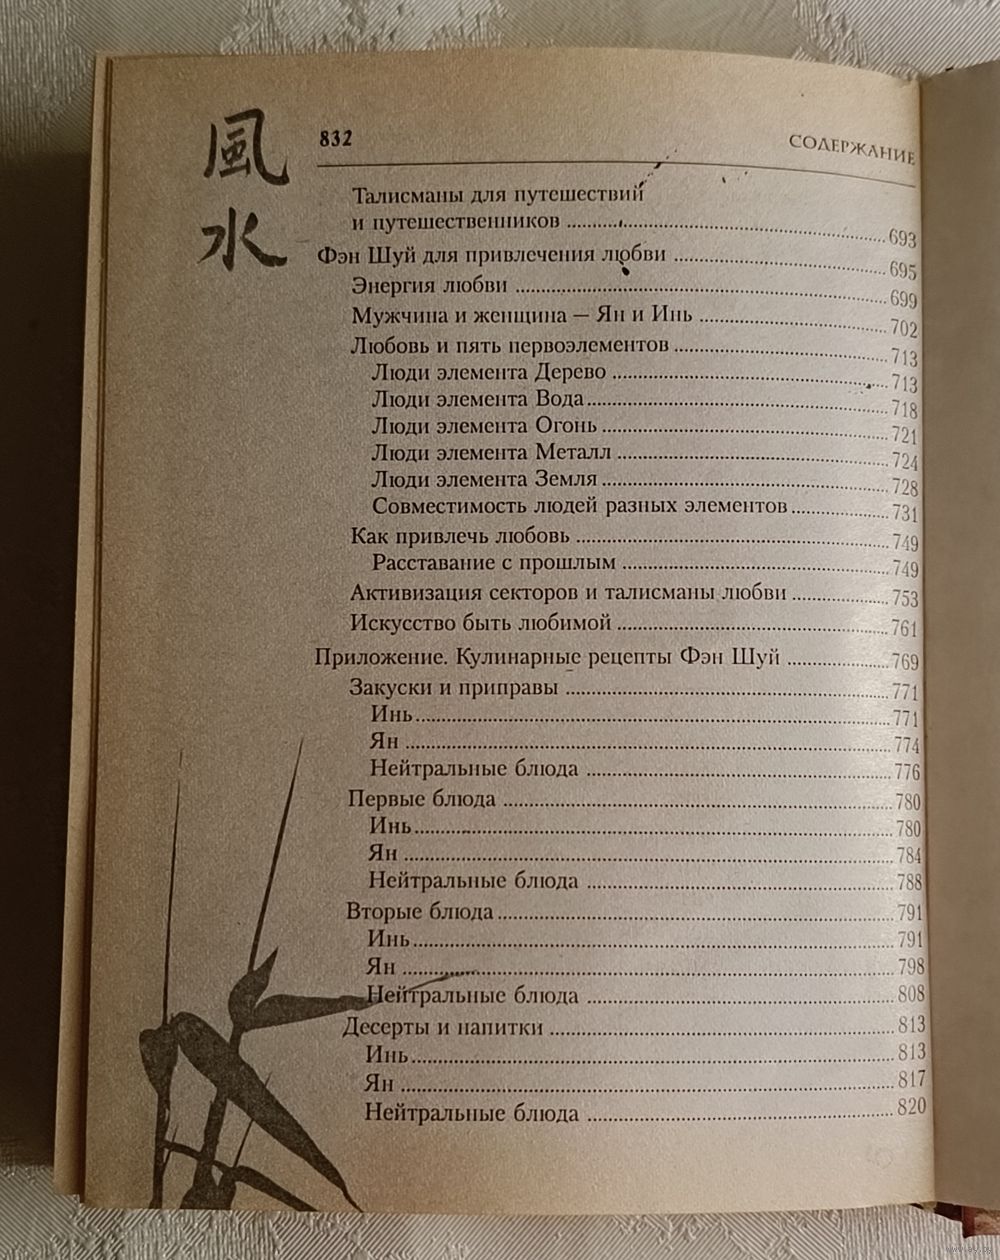 風
水
832
СОДЕРЖАНИЕ
Талисманы для путешествий
и путешественников ........ 693
Фэн Шуй для привлечения любви ........ 695
Энергия любви ........ 699
Мужчина и женщина — Ян и Инь ........ 702
Любовь и пять первоэлементов ........ 713
Люди элемента Дерево ........ 713
Люди элемента Вода ........ 718
Люди элемента Огонь ........ 721
Люди элемента Металл ........ 724
Люди элемента Земля ........ 728
Совместимость людей разных элементов ........ 731
Как привлечь любовь ........ 749
Расставание с прошлым ........ 749
Активизация секторов и талисманы любви ........ 753
Искусство быть любимой ........ 761
Приложение. Кулинарные рецепты Фэн Шуй ........ 769
Закуски и приправы ........ 771
Инь ........ 771
Ян ........ 774
Нейтральные блюда ........ 776
Первые блюда ........ 780
Инь ........ 780
Ян ........ 784
Нейтральные блюда ........ 788
Вторые блюда ........ 791
Инь ........ 791
Ян ........ 798
Нейтральные блюда ........ 808
Десерты и напитки ........ 813
Инь ........ 813
Ян ........ 817
Нейтральные блюда ........ 820